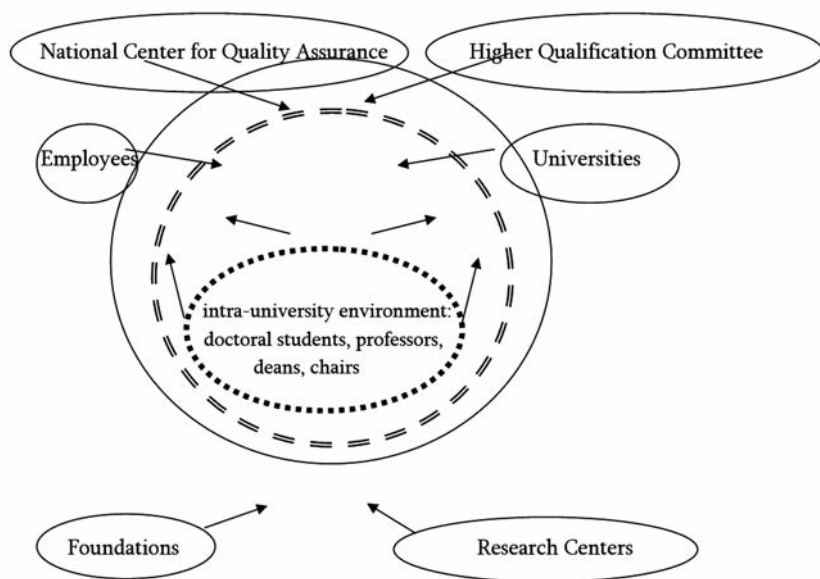 National Center for Quality Assurance
Higher Qualification Committee
Employees
Universities
intra-university environment:
doctoral students, professors,
deans, chairs
Foundations
Research Centers